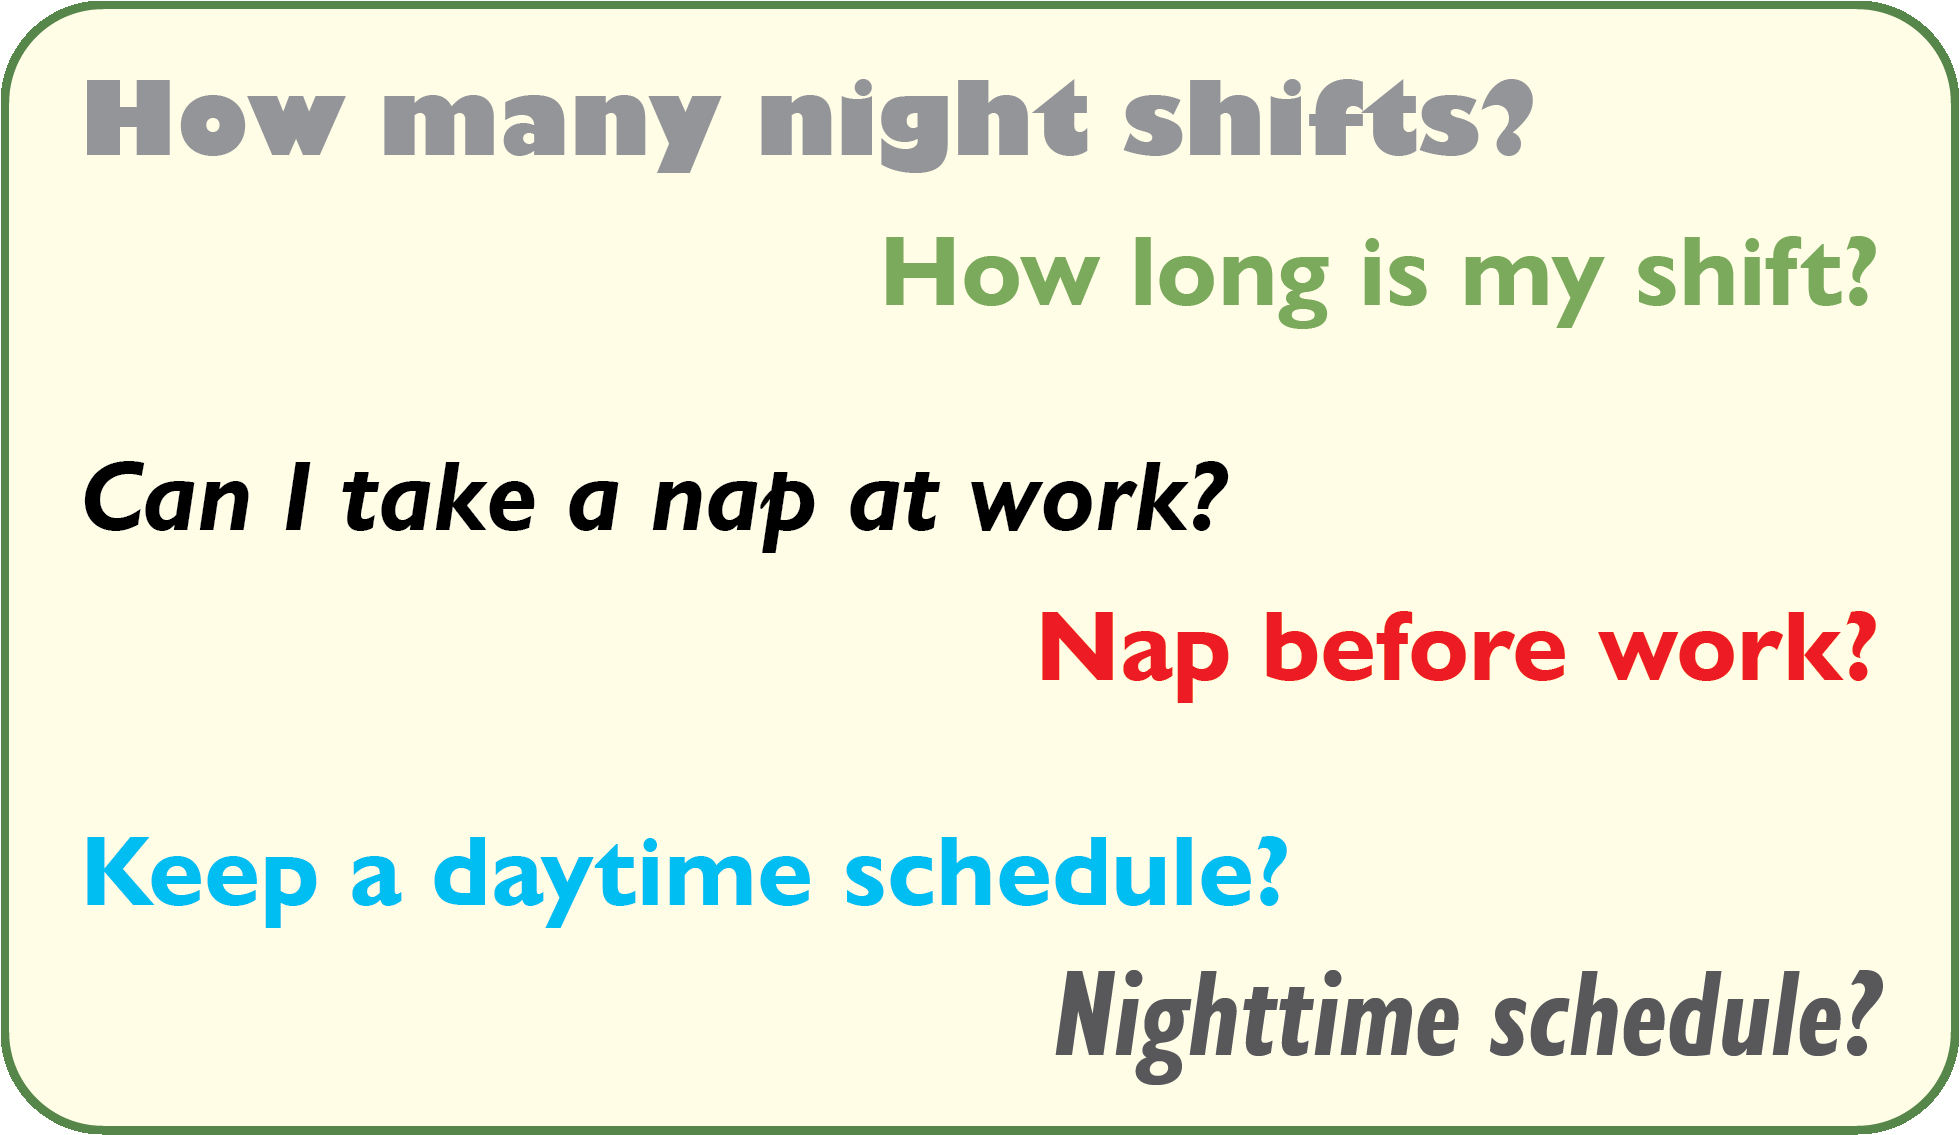 How many night shifts?
How long is my shift?
Can I take a nap at work?
Nap before work?
Keep a daytime schedule?
Nighttime schedule?